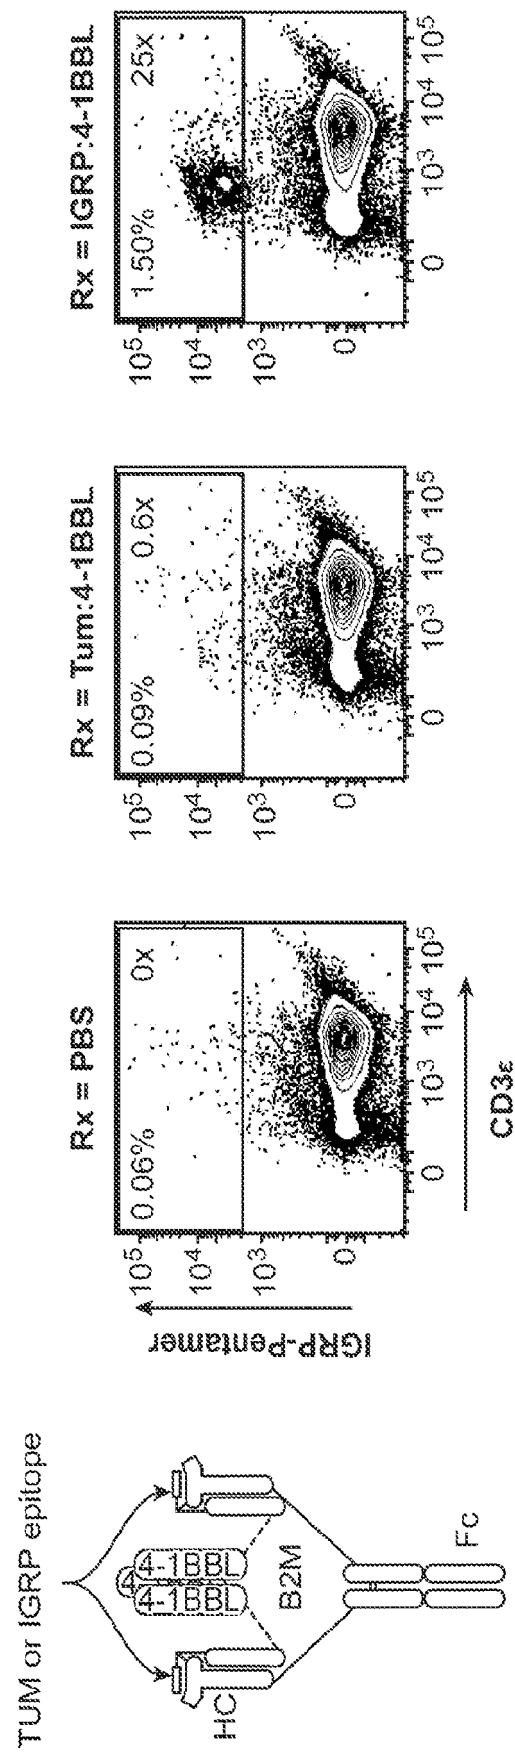 TUM or IGRP epitope
4
4-1BBL
4-1BBL
HC
B2M
Fc
IGRP-Pentamer
CD3ε
Rx = PBS
0.06%
0x
10⁵
10⁴
10³
0
0
10³
10⁴
10⁵
Rx = Tum:4-1BBL
0.09%
0.6x
10⁵
10⁴
10³
0
0
10³
10⁴
10⁵
Rx = IGRP:4-1BBL
1.50%
25x
10⁵
10⁴
10³
0
0
10³
10⁴
10⁵